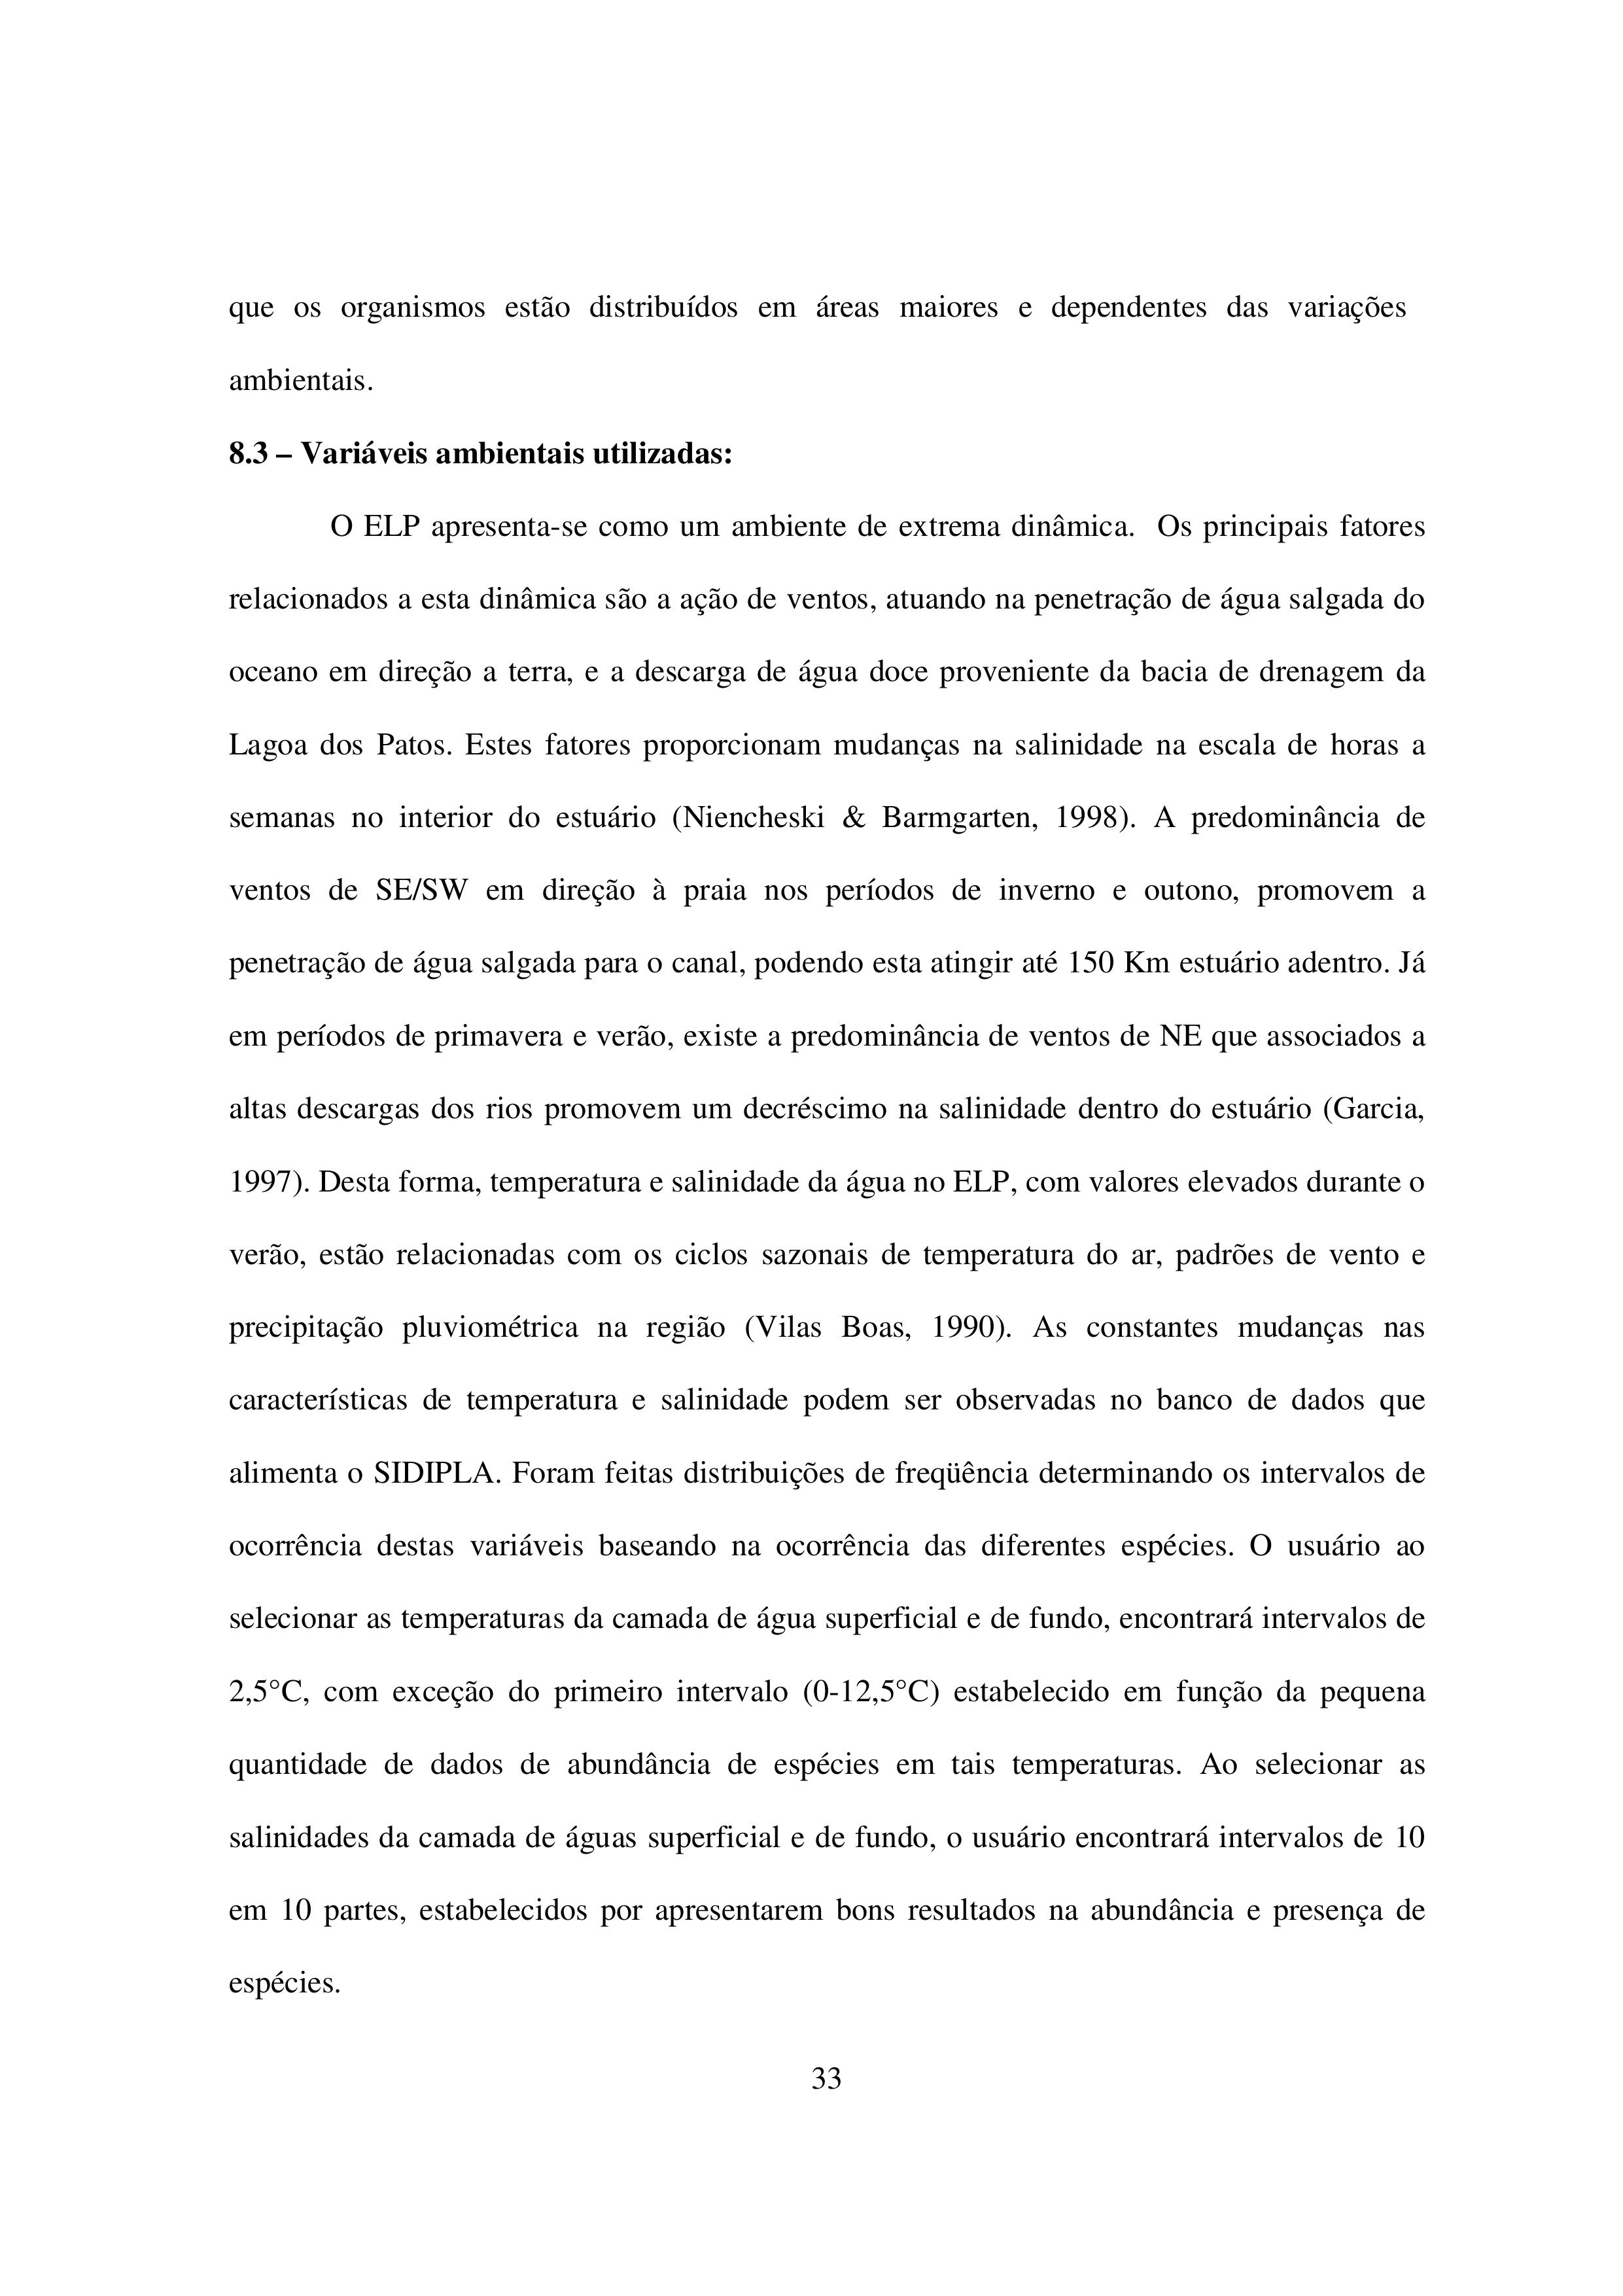 que os organismos estão distribuídos em áreas maiores e dependentes das variações
ambientais.
8.3 – Variáveis ambientais utilizadas:
O ELP apresenta-se como um ambiente de extrema dinâmica. Os principais fatores
relacionados a esta dinâmica são a ação de ventos, atuando na penetração de água salgada do
oceano em direção a terra, e a descarga de água doce proveniente da bacia de drenagem da
Lagoa dos Patos. Estes fatores proporcionam mudanças na salinidade na escala de horas a
semanas no interior do estuário (Niencheski & Barmgarten, 1998). A predominância de
ventos de SE/SW em direção à praia nos períodos de inverno e outono, promovem a
penetração de água salgada para o canal, podendo esta atingir até 150 Km estuário adentro. Já
em períodos de primavera e verão, existe a predominância de ventos de NE que associados a
altas descargas dos rios promovem um decréscimo na salinidade dentro do estuário (Garcia,
1997). Desta forma, temperatura e salinidade da água no ELP, com valores elevados durante o
verão, estão relacionadas com os ciclos sazonais de temperatura do ar, padrões de vento e
precipitação pluviométrica na região (Vilas Boas, 1990). As constantes mudanças nas
características de temperatura e salinidade podem ser observadas no banco de dados que
alimenta o SIDIPLA. Foram feitas distribuições de freqüência determinando os intervalos de
ocorrência destas variáveis baseando na ocorrência das diferentes espécies. O usuário ao
selecionar as temperaturas da camada de água superficial e de fundo, encontrará intervalos de
2,5°C, com exceção do primeiro intervalo (0-12,5°C) estabelecido em função da pequena
quantidade de dados de abundância de espécies em tais temperaturas. Ao selecionar as
salinidades da camada de águas superficial e de fundo, o usuário encontrará intervalos de 10
em 10 partes, estabelecidos por apresentarem bons resultados na abundância e presença de
espécies.
33